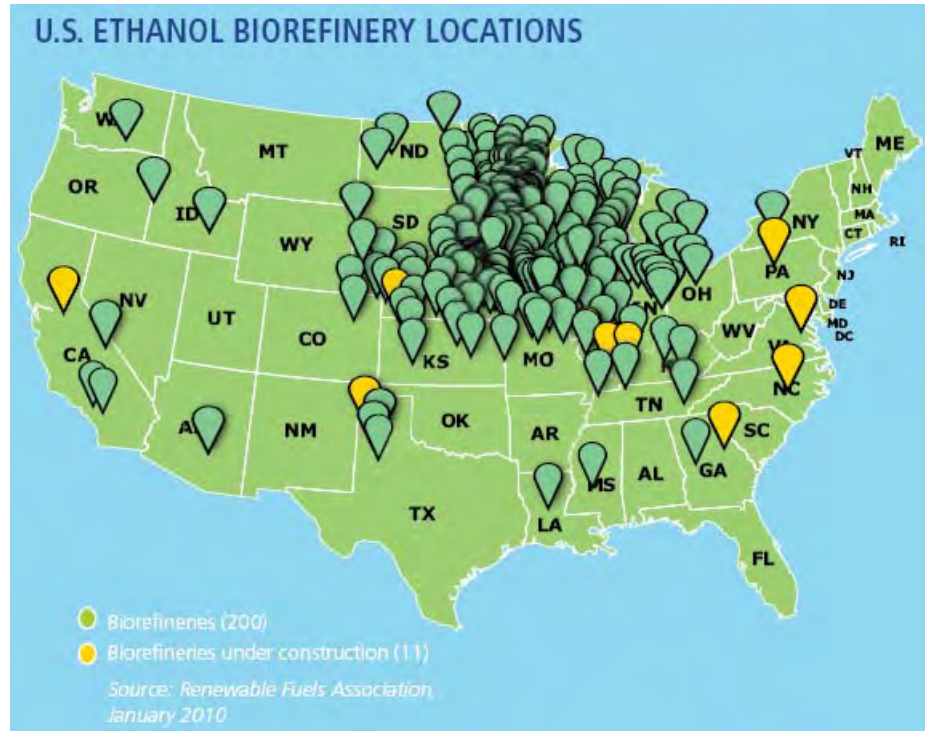 U.S. ETHANOL BIOREFINERY LOCATIONS
ME
MT
ND
VT
OR
NH
ID
SD
NY
MA
WY
CT
RI
PA
NJ
NV
OH
DE
UT
WV
MD
CO
DC
CA
KS
MO
NC
TN
OK
NM
AR
SC
MS
AL
GA
TX
LA
FL
Biorefineries (200)
Biorefineries under construction (11)
Source: Renewable Fuels Association,
January 2010